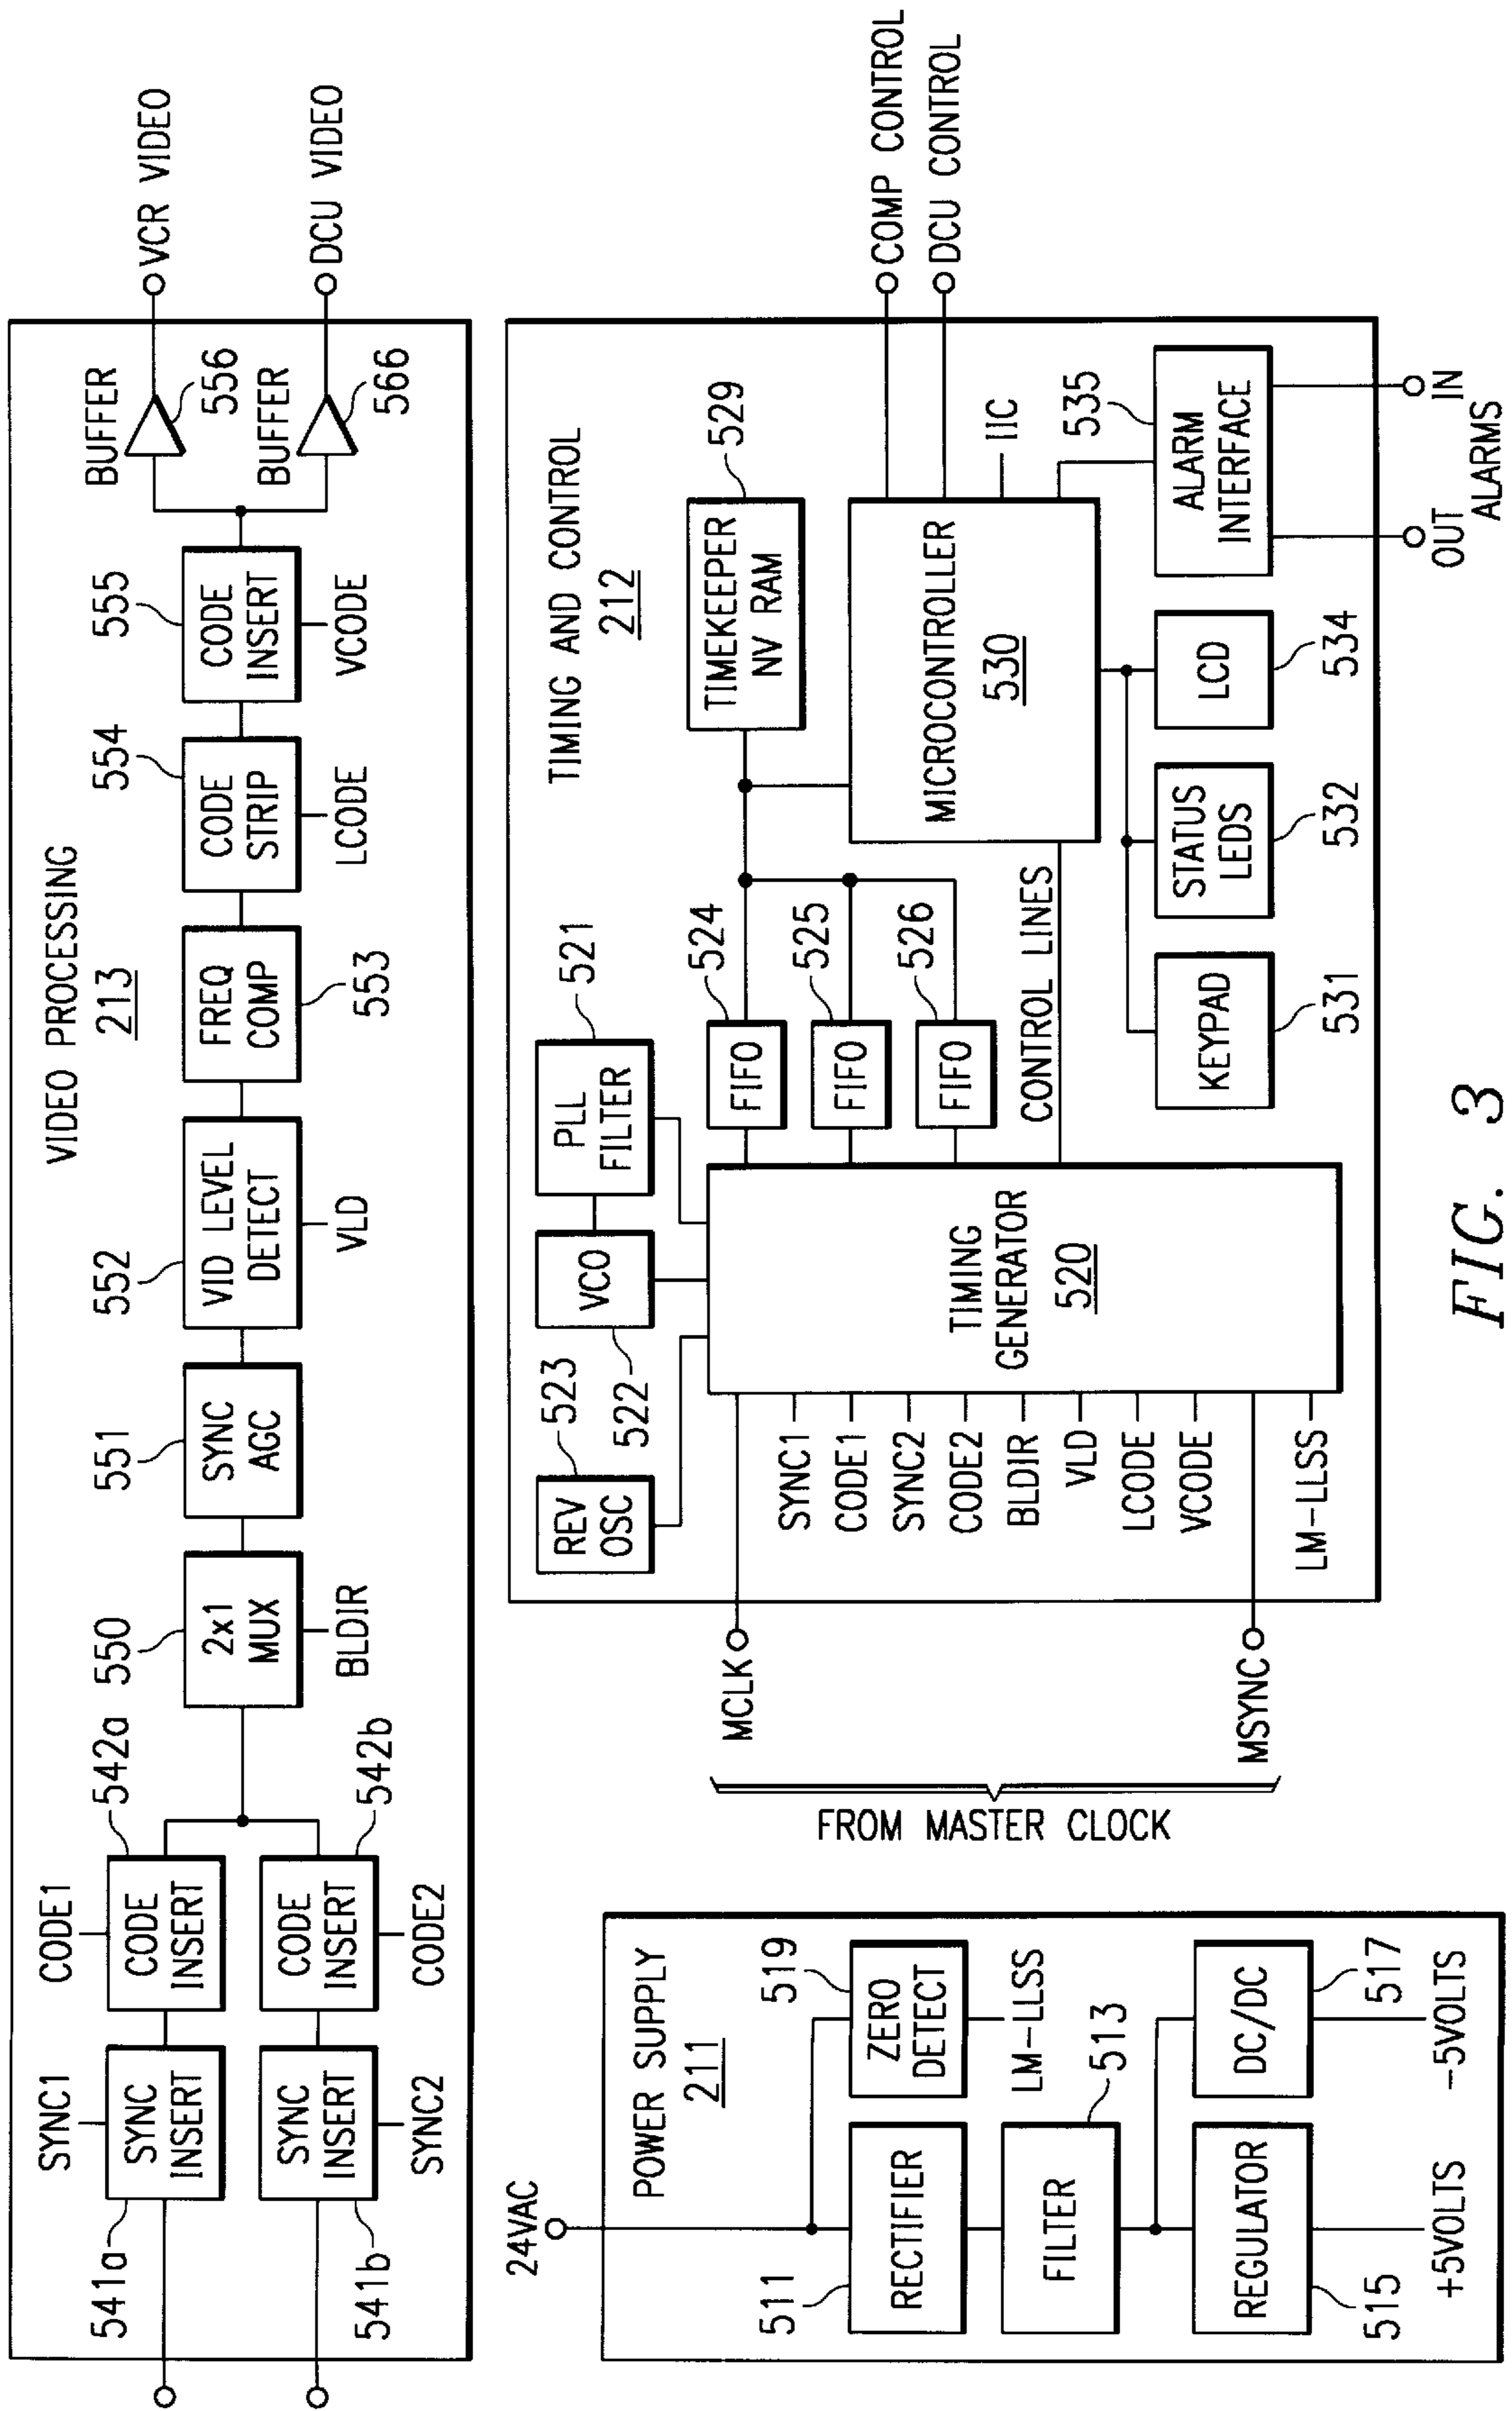 VIDEO PROCESSING
213
SYNC1
CODE1
541a
SYNC
INSERT
CODE
INSERT
542a
541b
SYNC
INSERT
CODE
INSERT
542b
SYNC2
CODE2
550
2x1
MUX
BLDIR
551
SYNC
AGC
552
VID LEVEL
DETECT
VLD
FREQ
COMP
553
554
CODE
STRIP
LCODE
555
CODE
INSERT
VCODE
BUFFER
556
VCR VIDEO
BUFFER
566
DCU VIDEO
24VAC
POWER SUPPLY
211
511
RECTIFIER
519
ZERO
DETECT
LM-LLSS
FILTER
513
REGULATOR
515
DC/DC
517
+5VOLTS
-5VOLTS
TIMING AND CONTROL
212
REV
OSC
523
VCO
522
PLL
FILTER
521
FROM MASTER CLOCK
MCLK
SYNC1
CODE1
SYNC2
CODE2
BLDIR
VLD
LCODE
VCODE
MSYNC
LM-LLSS
TIMING
GENERATOR
520
FIFO
524
FIFO
525
FIFO
526
CONTROL LINES
TIMEKEEPER
NV RAM
529
MICROCONTROLLER
530
COMP CONTROL
DCU CONTROL
IIC
KEYPAD
531
STATUS
LEDS
532
LCD
534
ALARM
INTERFACE
535
OUT
IN
ALARMS
FIG. 3